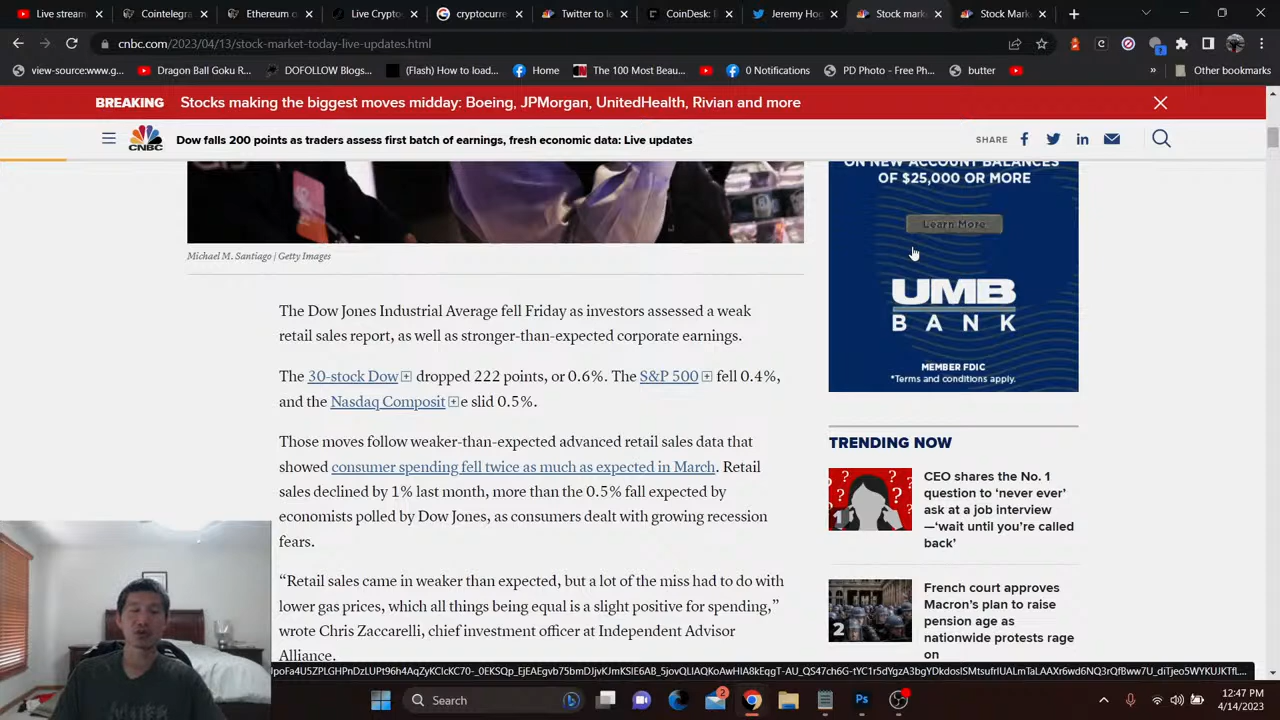 Live street
Cointelegra
Ethereum c
Live Crypto
cryptocurre
Twitter to le
CoinDesk: B
Jeremy Hog
Stock mark
Stock Mark
cnbc.com/2023/04/13/stock-market-today-live-updates.html
view-source:www.g...
Dragon Ball Goku R...
DOFOLLOW Blogs...
(Flash) How to load...
Home
The 100 Most Beau...
0 Notifications
PD Photo - Free Ph...
butter
»
Other bookmarks
BREAKING Stocks making the biggest moves midday: Boeing, JPMorgan, UnitedHealth, Rivian and more
CNBC
Dow falls 200 points as traders assess first batch of earnings, fresh economic data: Live updates
SHARE
ON NEW ACCOUNT BALANCES
OF $25,000 OR MORE
Learn More
UMB
BANK
MEMBER FDIC
*Terms and conditions apply.
Michael M. Santiago | Getty Images
The Dow Jones Industrial Average fell Friday as investors assessed a weak
retail sales report, as well as stronger-than-expected corporate earnings.
The 30-stock Dow dropped 222 points, or 0.6%. The S&P 500 fell 0.4%,
and the Nasdaq Composite slid 0.5%.
Those moves follow weaker-than-expected advanced retail sales data that
showed consumer spending fell twice as much as expected in March. Retail
sales declined by 1% last month, more than the 0.5% fall expected by
economists polled by Dow Jones, as consumers dealt with growing recession
fears.
“Retail sales came in weaker than expected, but a lot of the miss had to do with
lower gas prices, which all things being equal is a slight positive for spending,”
wrote Chris Zaccarelli, chief investment officer at Independent Advisor
Alliance.
TRENDING NOW
1
CEO shares the No. 1
question to ‘never ever’
ask at a job interview
—‘wait until you’re called
back’
2
French court approves
Macron’s plan to raise
pension age as
nationwide protests rage
on
Search
2
12:47 PM
4/14/2023